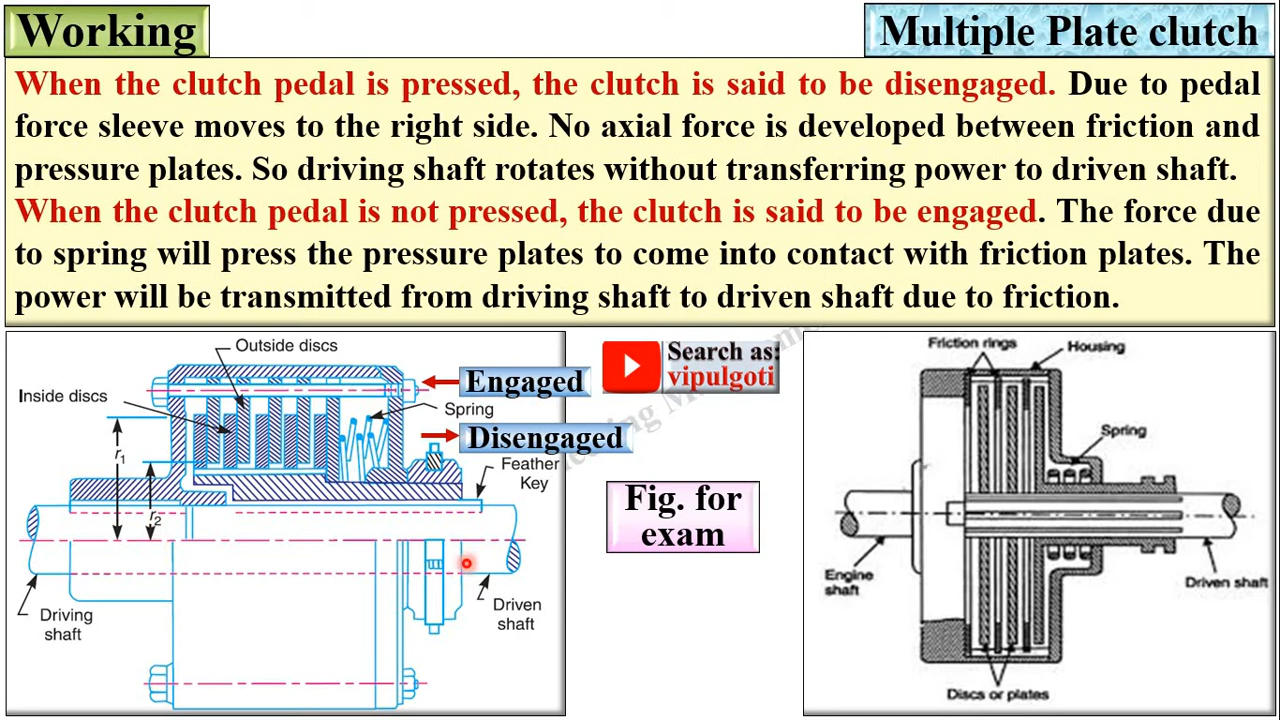 Working
Multiple Plate clutch
When the clutch pedal is pressed, the clutch is said to be disengaged. Due to pedal
force sleeve moves to the right side. No axial force is developed between friction and
pressure plates. So driving shaft rotates without transferring power to driven shaft.
When the clutch pedal is not pressed, the clutch is said to be engaged. The force due
to spring will press the pressure plates to come into contact with friction plates. The
power will be transmitted from driving shaft to driven shaft due to friction.
Outside discs
Inside discs
Engaged
Spring
Disengaged
Feather
Key
r1
r2
Driving
shaft
Driven
shaft
Search as:
vipulgoti
Fig. for
exam
Friction rings
Housing
Spring
Engine
shaft
Driven shaft
Discs or plates